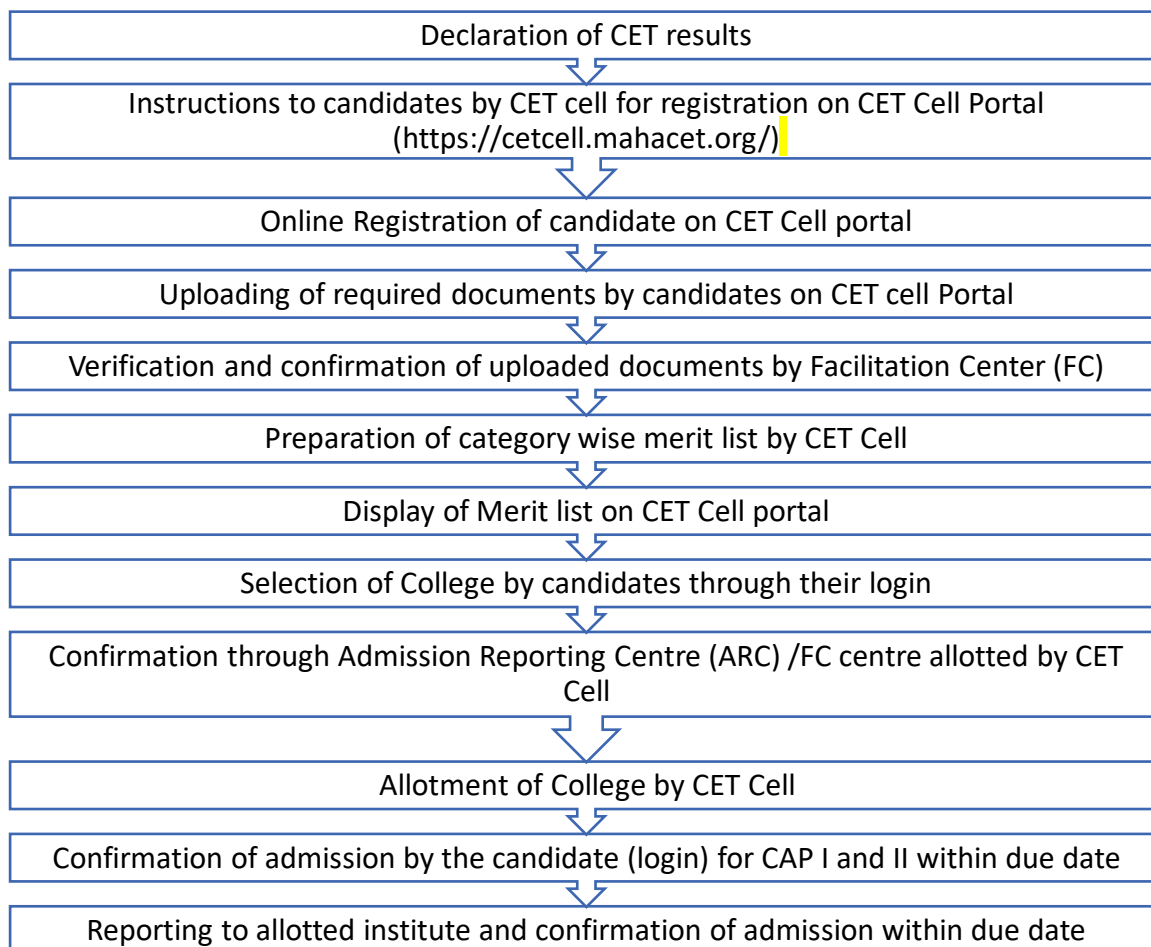 Declaration of CET results
Instructions to candidates by CET cell for registration on CET Cell Portal
(https://cetcell.mahacet.org/)
Online Registration of candidate on CET Cell portal
Uploading of required documents by candidates on CET cell Portal
Verification and confirmation of uploaded documents by Facilitation Center (FC)
Preparation of category wise merit list by CET Cell
Display of Merit list on CET Cell portal
Selection of College by candidates through their login
Confirmation through Admission Reporting Centre (ARC) /FC centre allotted by CET
Cell
Allotment of College by CET Cell
Confirmation of admission by the candidate (login) for CAP I and II within due date
Reporting to allotted institute and confirmation of admission within due date